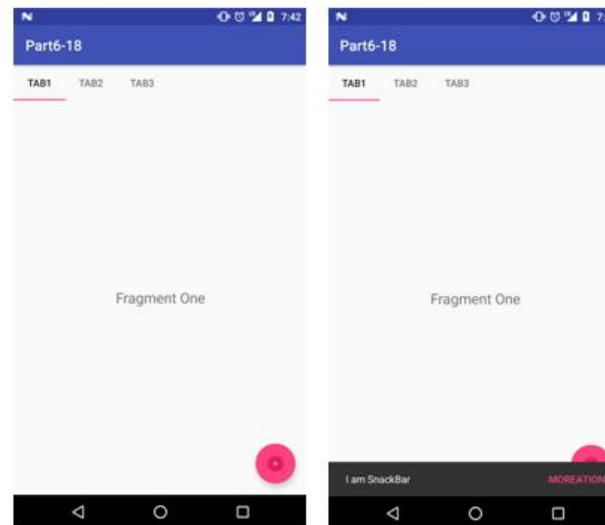 7:42
Part6-18
TAB1 TAB2 TAB3
Fragment One
Part6-18
TAB1 TAB2 TAB3
Fragment One
I am SnackBar MOREATION